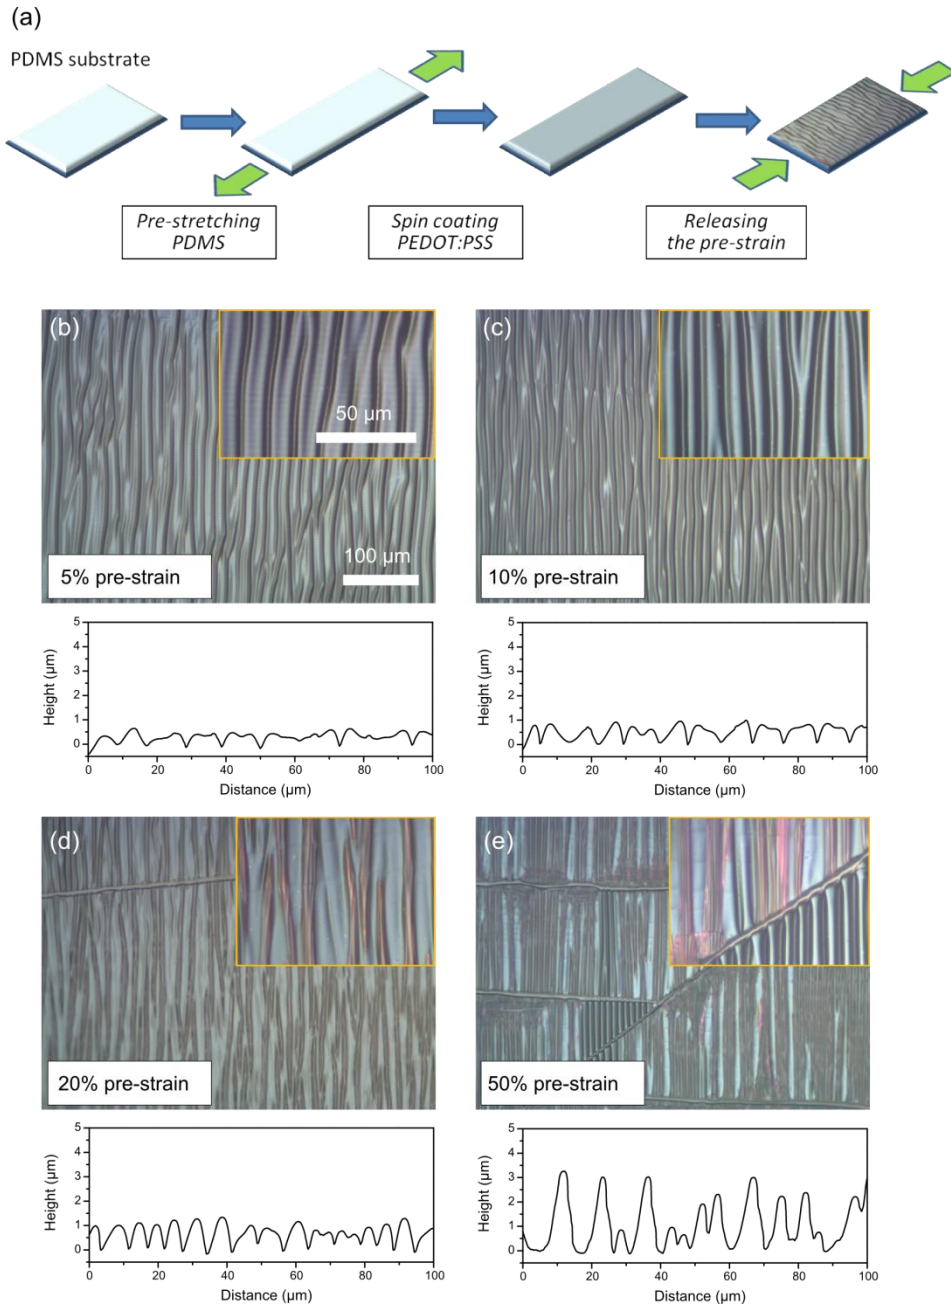 (a)
PDMS substrate
Pre-stretching
PDMS
Spin coating
PEDOT:PSS
Releasing
the pre-strain
(b)
50 µm
100 µm
5% pre-strain
(c)
10% pre-strain
5
4
3
2
1
0
Height (µm)
0 20 40 60 80 100
Distance (µm)
5
4
3
2
1
0
Height (µm)
0 20 40 60 80 100
Distance (µm)
(d)
20% pre-strain
(e)
50% pre-strain
5
4
3
2
1
0
Height (µm)
0 20 40 60 80 100
Distance (µm)
5
4
3
2
1
0
Height (µm)
0 20 40 60 80 100
Distance (µm)